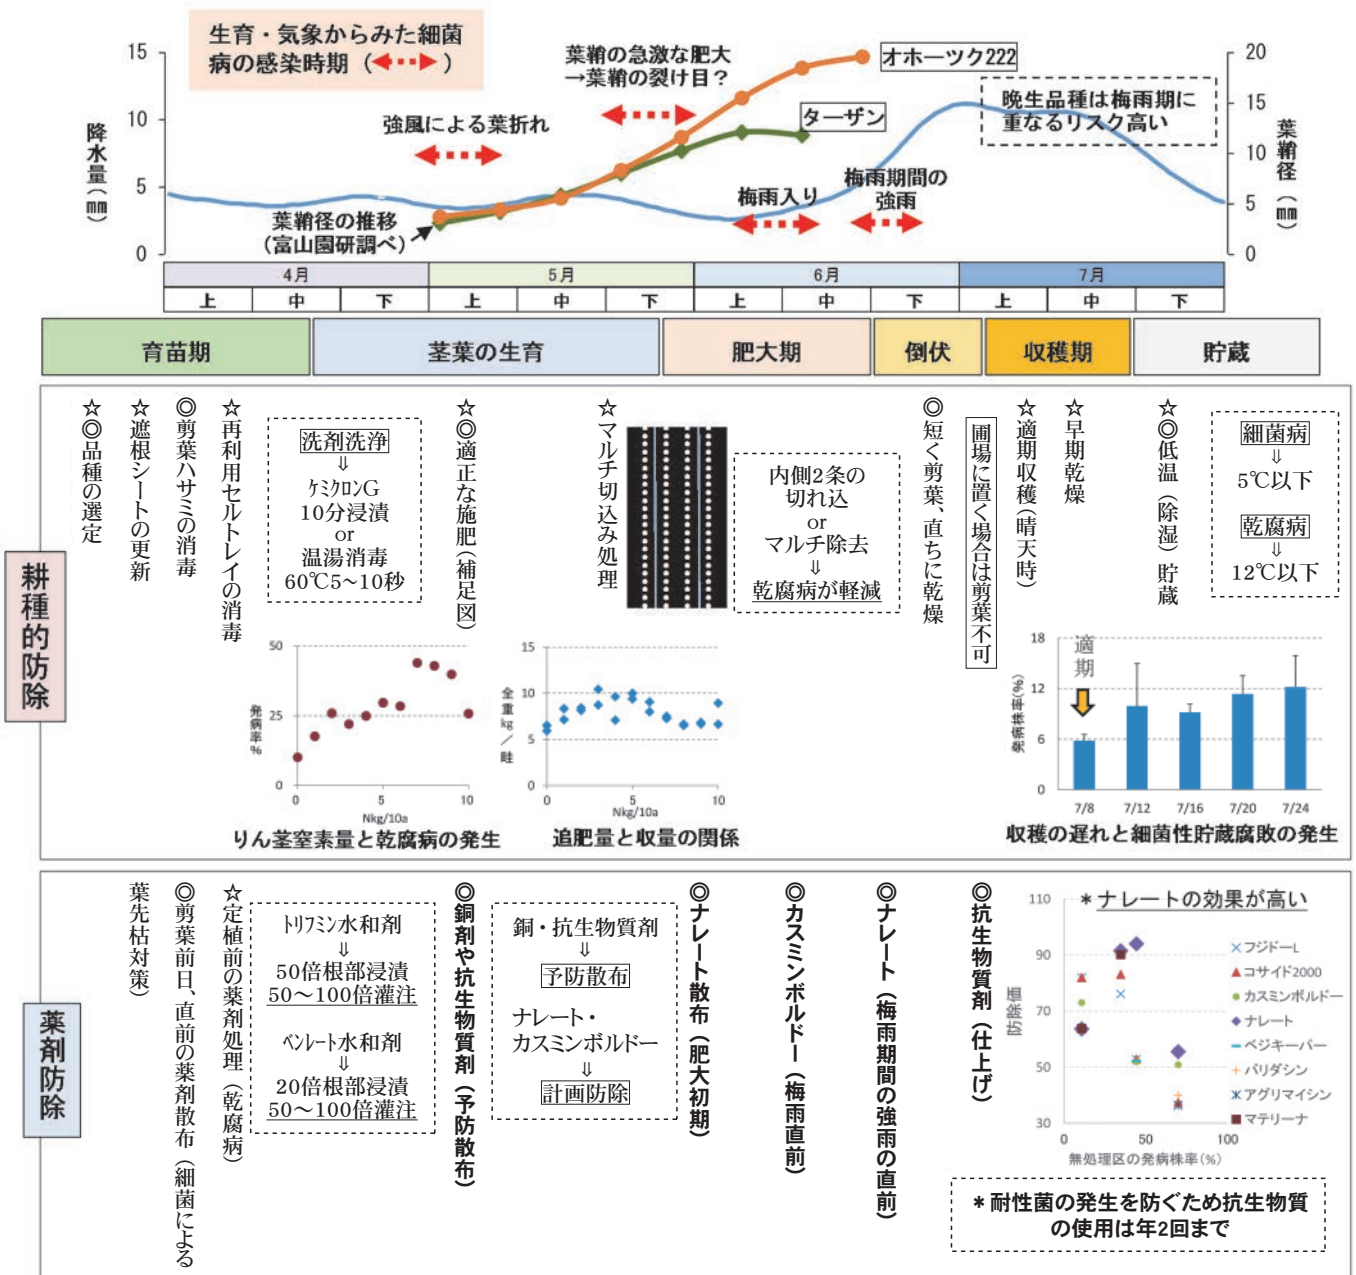 生育・気象からみた細菌
病の感染時期( )
葉鞘の急激な肥大
→葉鞘の裂け目?
オホーツク222
ターザン
強風による葉折れ
晩生品種は梅雨期に
重なるリスク高い
梅雨入り
梅雨期間の
強雨
葉鞘径の推移
(富山園研調べ)
降水量(㎜)
15
10
5
0
葉鞘径(㎜)
20
15
10
5
0
4月
5月
6月
7月
上
中
下
上
中
下
上
中
下
上
中
下
育苗期
茎葉の生育
肥大期
倒伏
収穫期
貯蔵
耕種的防除
☆◎品種の選定
☆遮根シートの更新
◎剪葉ハサミの消毒
☆再利用セルトレイの消毒
洗剤洗浄
⇓
ケミクロンG
10分浸漬
or
温湯消毒
60℃5~10秒
☆◎適正な施肥(補足図)
☆マルチ切込み処理
内側2条の
切れ込
or
マルチ除去
⇓
乾腐病が軽減
◎短く剪葉、直ちに乾燥
圃場に置く場合は剪葉不可
☆適期収穫(晴天時)
☆早期乾燥
☆◎低温(除湿)貯蔵
細菌病
⇓
5℃以下
乾腐病
⇓
12℃以下
発病率%
50
25
0
0
5
10
Nkg/10a
りん茎窒素量と乾腐病の発生
全重kg/畦
15
10
5
0
0
5
10
Nkg/10a
追肥量と収量の関係
発病株率(%)
18
12
6
0
適期
7/8
7/12
7/16
7/20
7/24
収穫の遅れと細菌性貯蔵腐敗の発生
薬剤防除
◎剪葉前日、直前の薬剤散布(細菌による
葉先枯対策)
☆定植前の薬剤処理(乾腐病)
トリフミン水和剤
⇓
50倍根部浸漬
50~100倍灌注
ベンレート水和剤
⇓
20倍根部浸漬
50~100倍灌注
◎銅剤や抗生物質剤(予防散布)
銅・抗生物質剤
⇓
予防散布
ナレート・
カスミンボルドー
⇓
計画防除
◎ナレート散布(肥大初期)
◎カスミンボルドー(梅雨直前)
◎ナレート(梅雨期間の強雨の直前)
◎抗生物質剤(仕上げ)
*ナレートの効果が高い
防除価
110
90
70
50
30
0
50
100
無処理区の発病株率(%)
フジドーL
コサイド2000
カスミンボルドー
ナレート
ベジキーパー
バリダシン
アグリマイシン
マテリーナ
*耐性菌の発生を防ぐため抗生物質
の使用は年2回まで